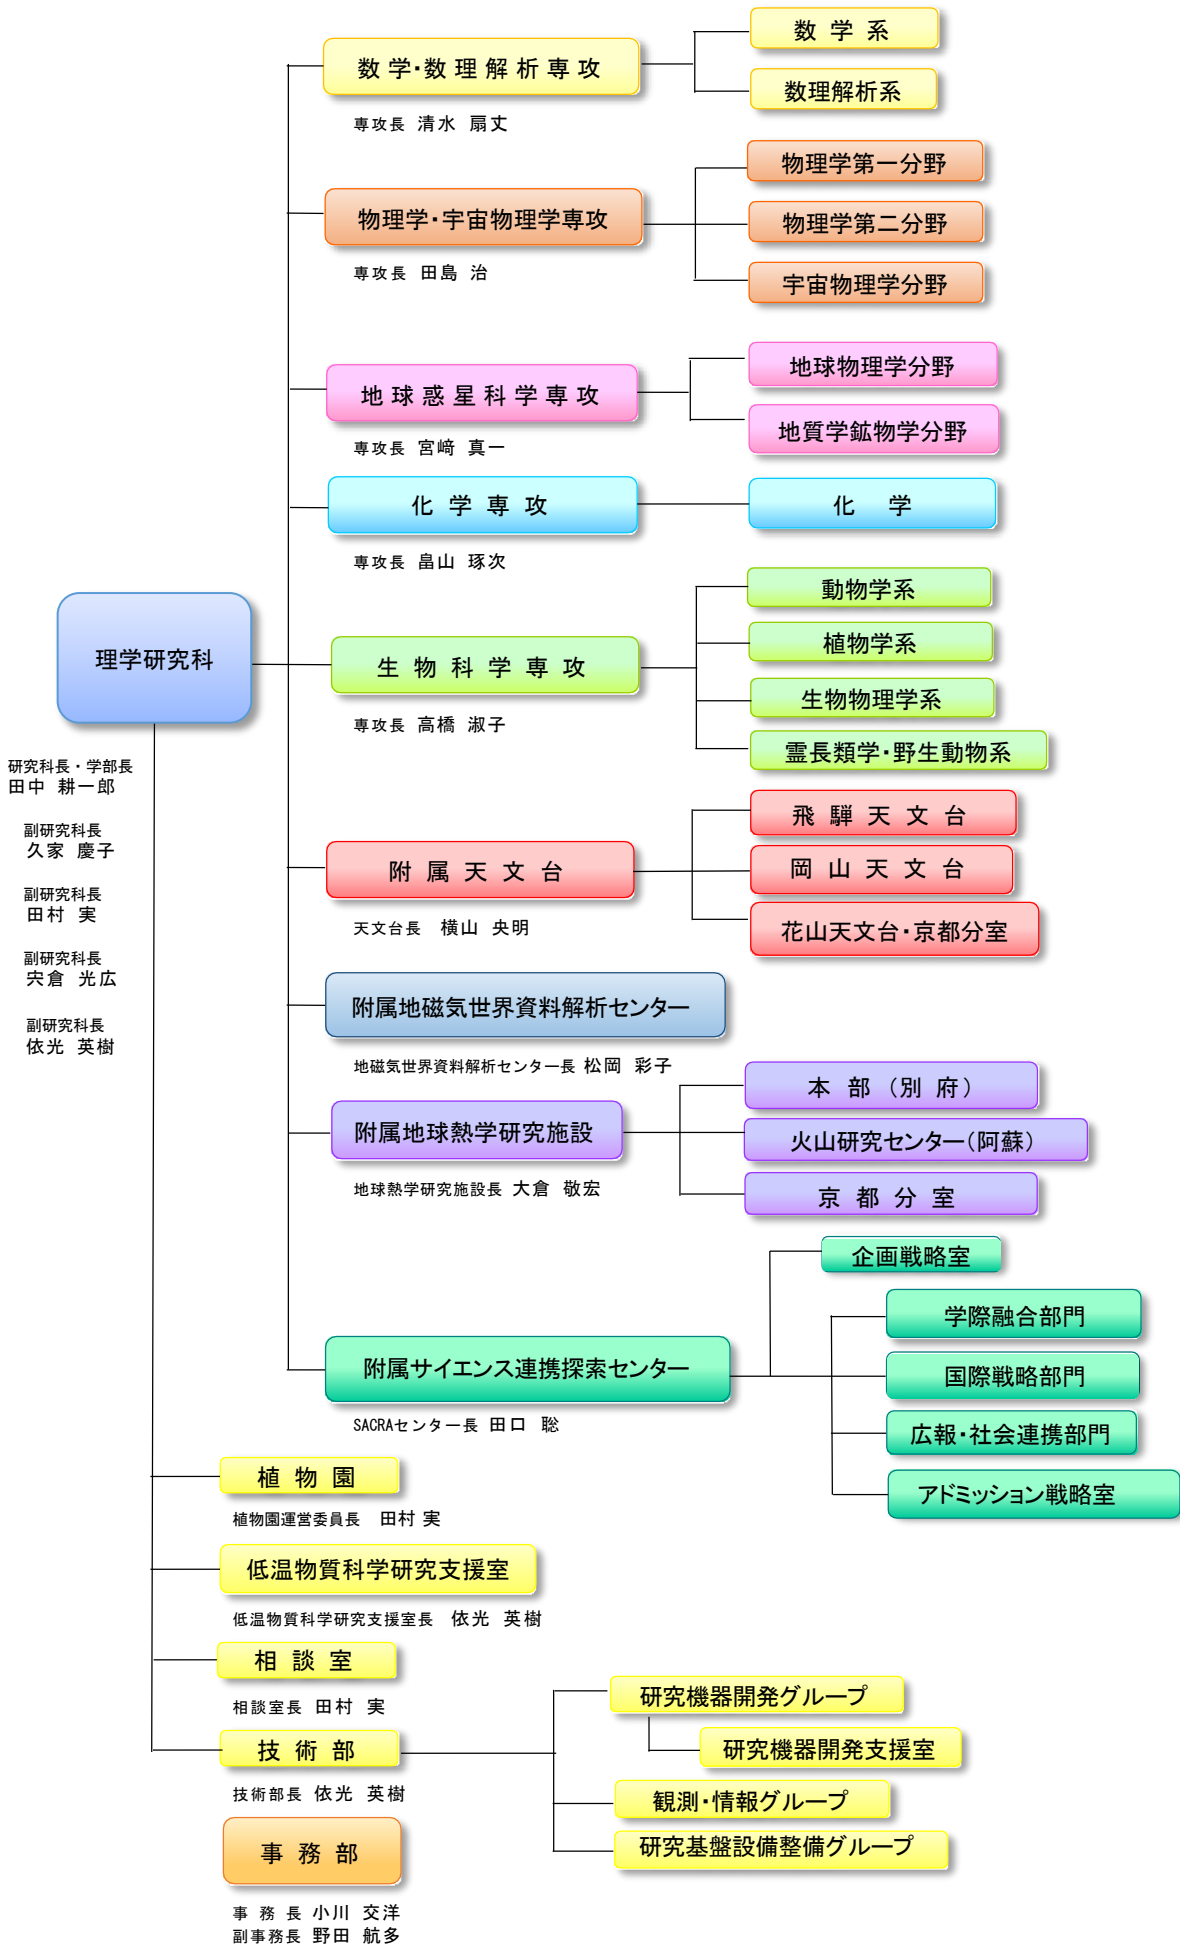 数学・数理解析専攻
専攻長 清水 扇丈
数学系
数理解析系
物理学・宇宙物理学専攻
専攻長 田島 治
物理学第一分野
物理学第二分野
宇宙物理学分野
地球惑星科学専攻
専攻長 宮﨑 真一
地球物理学分野
地質学鉱物学分野
化学専攻
専攻長 畠山 琢次
化 学
理学研究科
研究科長・学部長
田中 耕一郎
副研究科長
久家 慶子
副研究科長
田村 実
副研究科長
宍倉 光広
副研究科長
依光 英樹
生物科学専攻
専攻長 高橋 淑子
動物学系
植物学系
生物物理学系
霊長類学・野生動物系
附属天文台
天文台長 横山 央明
飛騨天文台
岡山天文台
花山天文台・京都分室
附属地磁気世界資料解析センター
地磁気世界資料解析センター長 松岡 彩子
附属地球熱学研究施設
地球熱学研究施設長 大倉 敬宏
本部(別府)
火山研究センター(阿蘇)
京都分室
附属サイエンス連携探索センター
SACRAセンター長 田口 聡
企画戦略室
学際融合部門
国際戦略部門
広報・社会連携部門
アドミッション戦略室
植物園
植物園運営委員長 田村 実
低温物質科学研究支援室
低温物質科学研究支援室長 依光 英樹
相談室
相談室長 田村 実
技術部
技術部長 依光 英樹
研究機器開発グループ
研究機器開発支援室
観測・情報グループ
研究基盤設備整備グループ
事務部
事務長 小川 交洋
副事務長 野田 航多